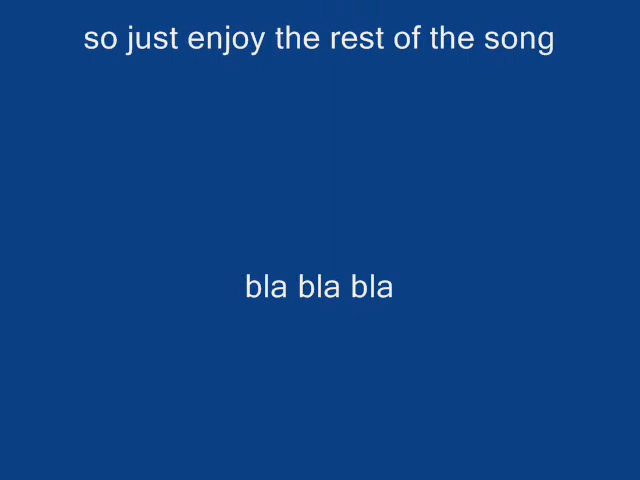 so just enjoy the rest of the song
bla bla bla